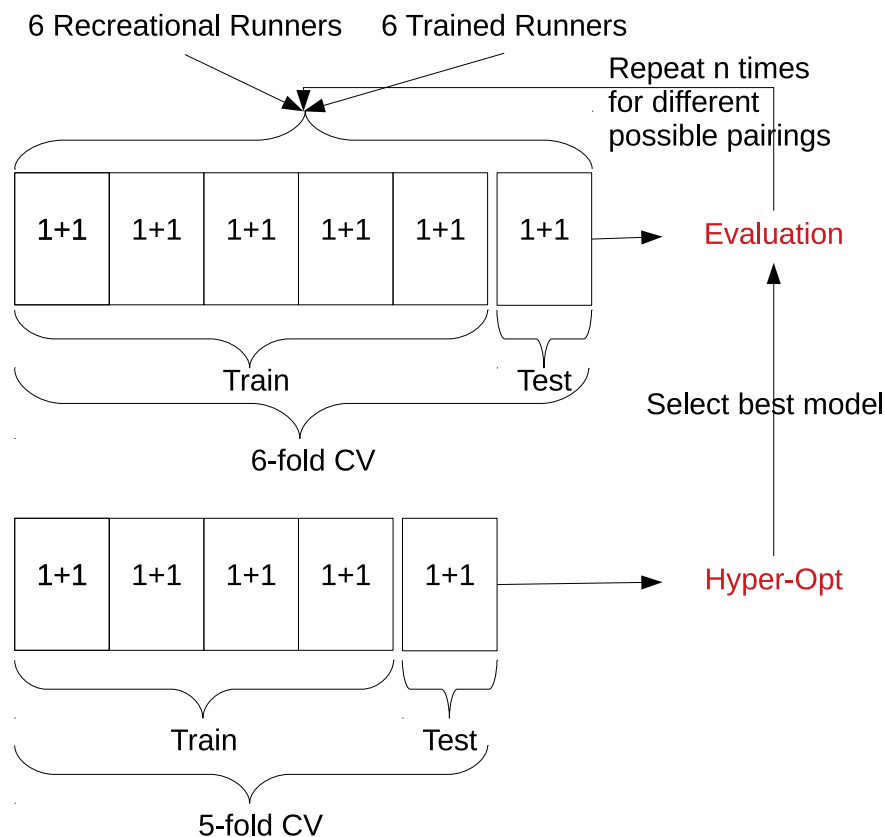 6 Recreational Runners
6 Trained Runners
Repeat n times
for different
possible pairings
1+1 1+1 1+1 1+1 1+1 1+1
Evaluation
Train
Test
Select best model
6-fold CV
1+1 1+1 1+1 1+1 1+1
Hyper-Opt
Train
Test
5-fold CV